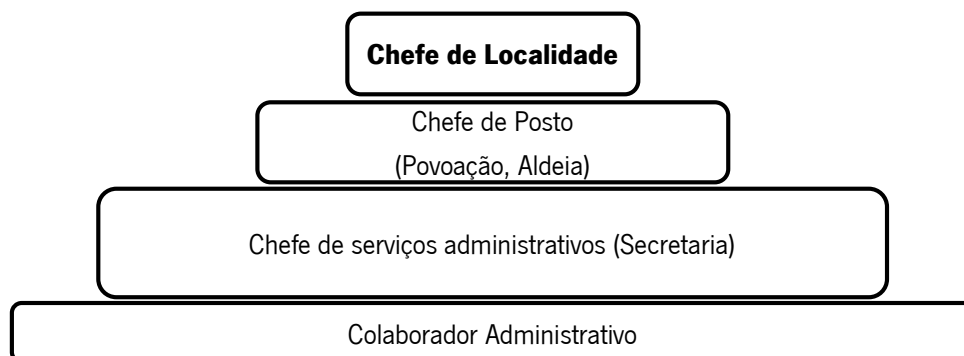 Chefe de Localidade
Chefe de Posto
(Povoação, Aldeia)
Chefe de serviços administrativos (Secretaria)
Colaborador Administrativo